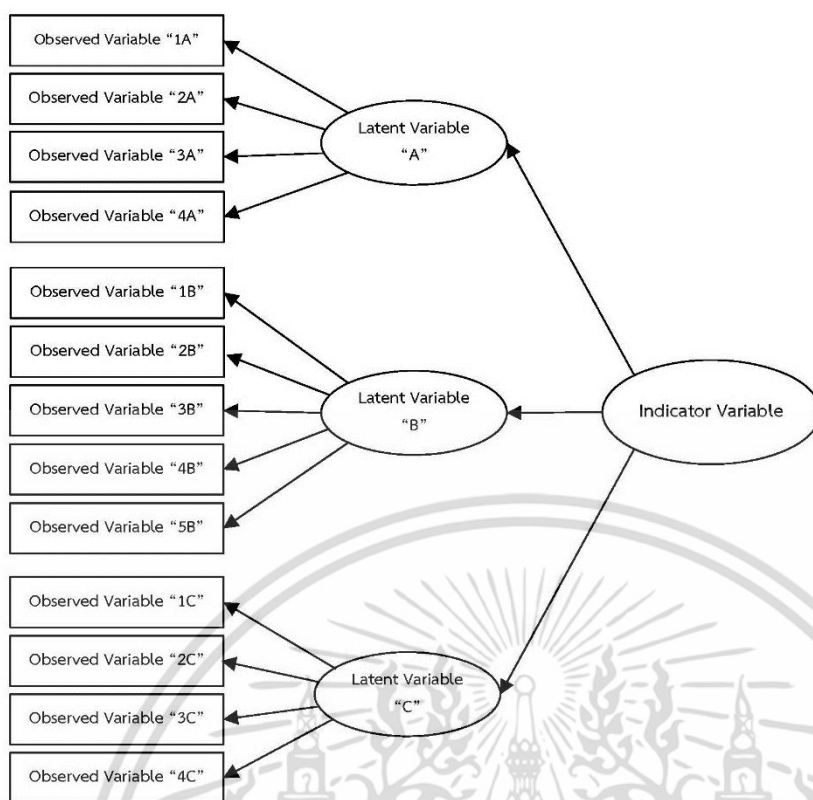 Observed Variable “1A”
Observed Variable “2A”
Observed Variable “3A”
Observed Variable “4A”
Latent Variable
“A”
Observed Variable “1B”
Observed Variable “2B”
Observed Variable “3B”
Observed Variable “4B”
Observed Variable “5B”
Latent Variable
“B”
Indicator Variable
Observed Variable “1C”
Observed Variable “2C”
Observed Variable “3C”
Observed Variable “4C”
Latent Variable
“C”